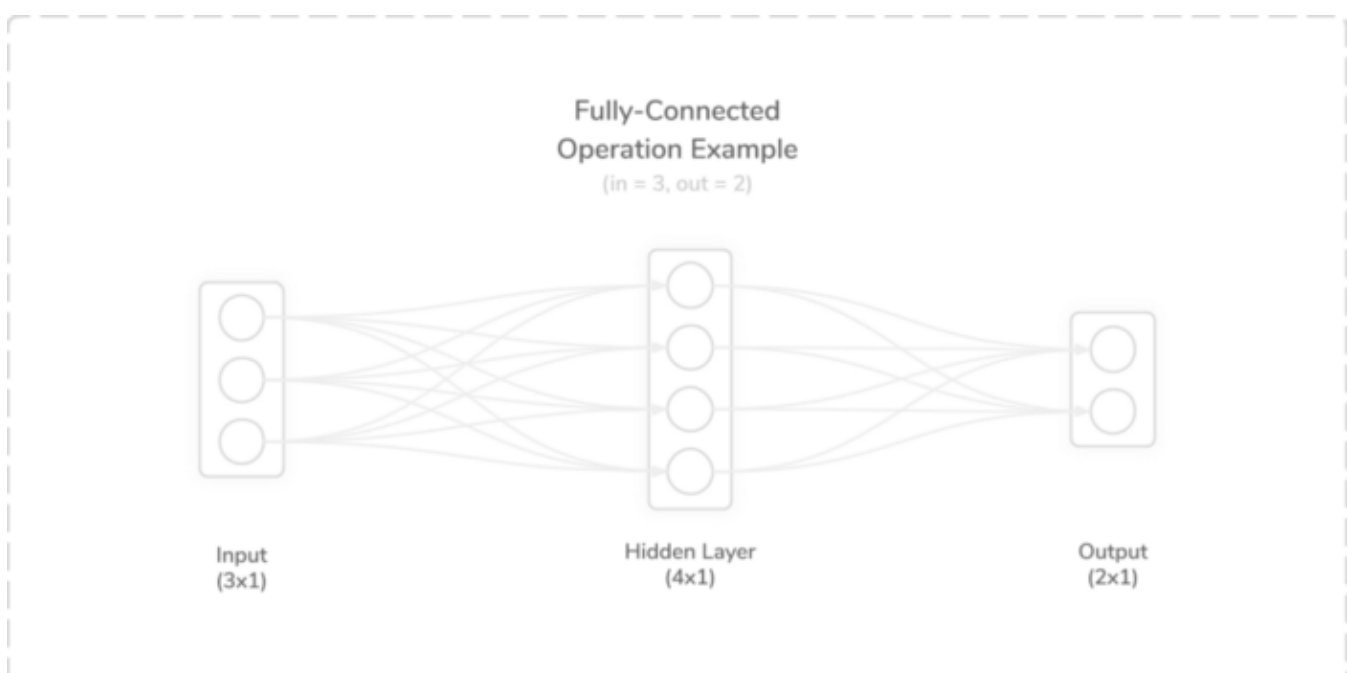 Fully-Connected
Operation Example
(in = 3, out = 2)
Input
(3x1)
Hidden Layer
(4x1)
Output
(2x1)